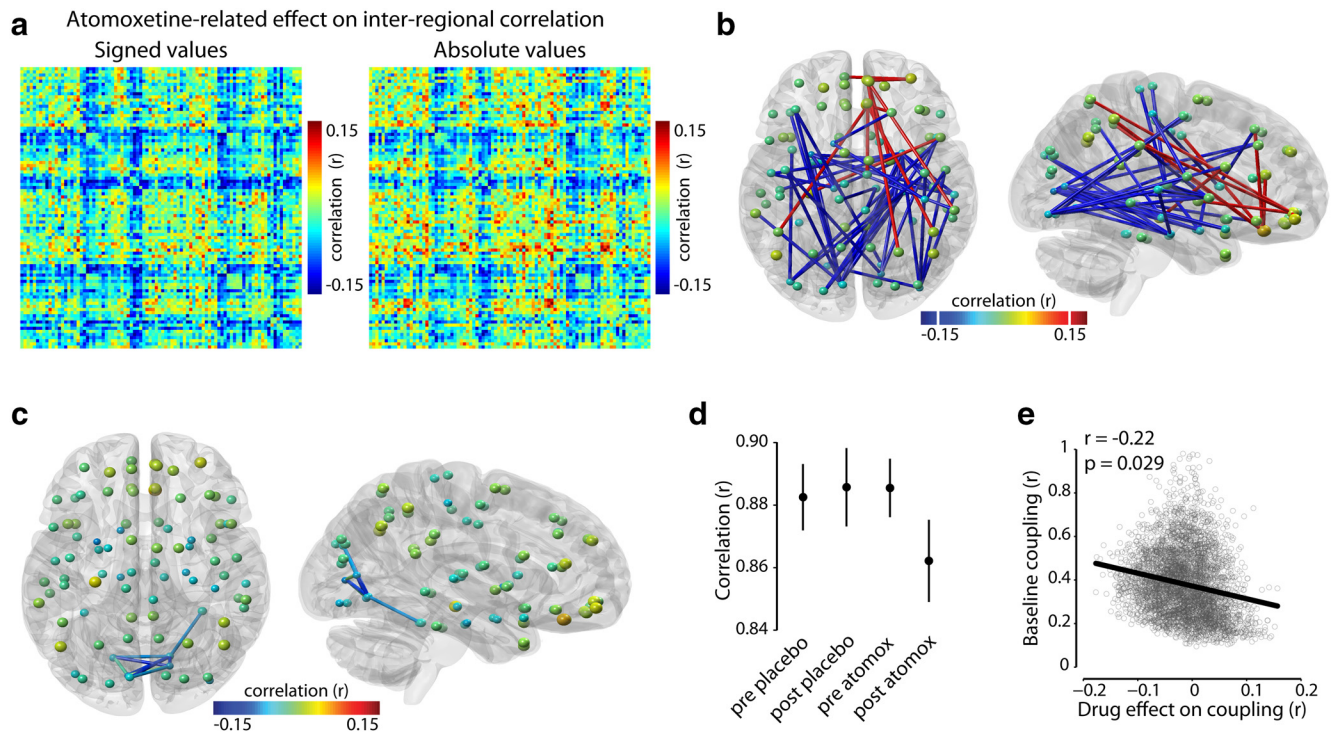 a
Atomoxetine-related effect on inter-regional correlation
Signed values
Absolute values
0.15
correlation (r)
-0.15
0.15
correlation (r)
-0.15
b
correlation (r)
-0.15
0.15
c
correlation (r)
-0.15
0.15
d
Correlation (r)
0.90
0.88
0.86
0.84
pre placebo
post placebo
pre atomox
post atomox
e
r = -0.22
p = 0.029
Baseline coupling (r)
1
0.8
0.6
0.4
0.2
0
−0.2
−0.1
0
0.1
0.2
Drug effect on coupling (r)